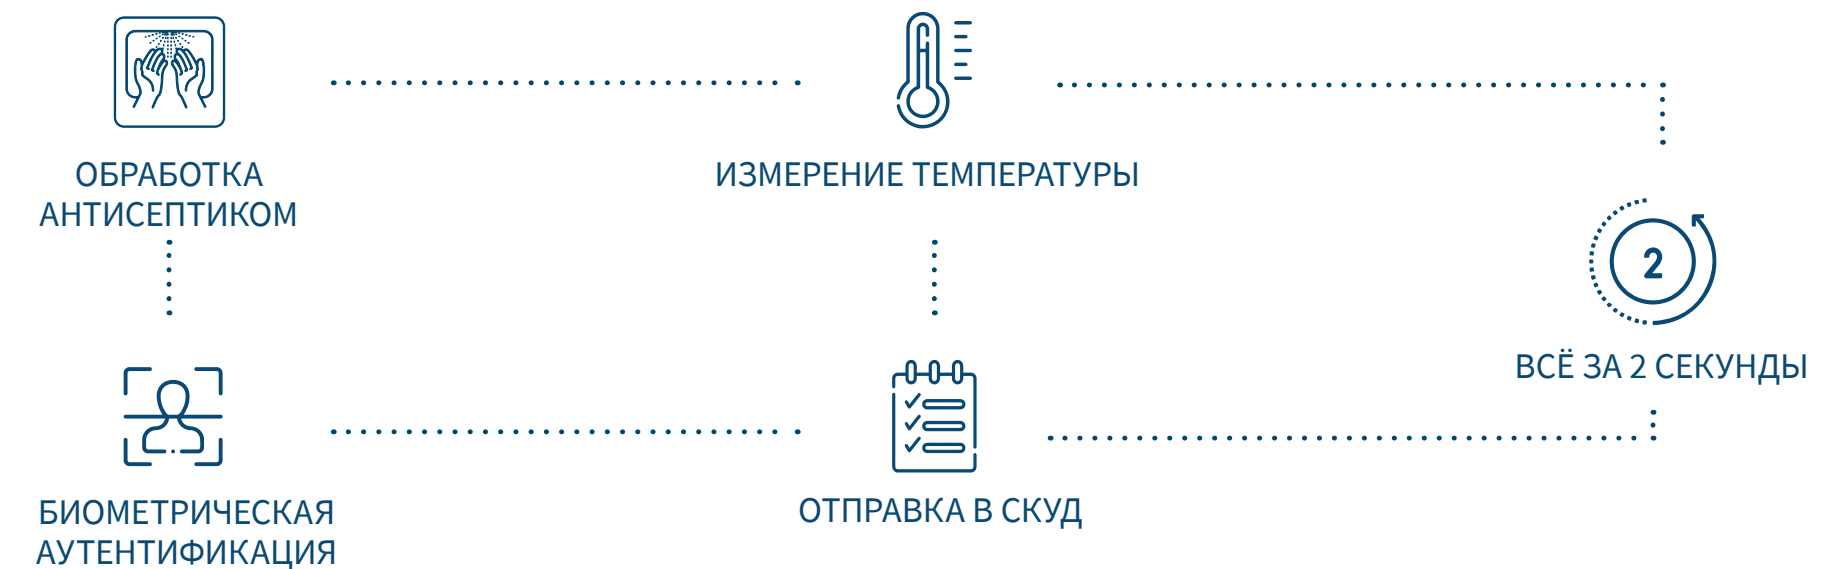 ОБРАБОТКА
АНТИСЕПТИКОМ
ИЗМЕРЕНИЕ ТЕМПЕРАТУРЫ
2
ВСЁ ЗА 2 СЕКУНДЫ
БИОМЕТРИЧЕСКАЯ
АУТЕНТИФИКАЦИЯ
ОТПРАВКА В СКУД